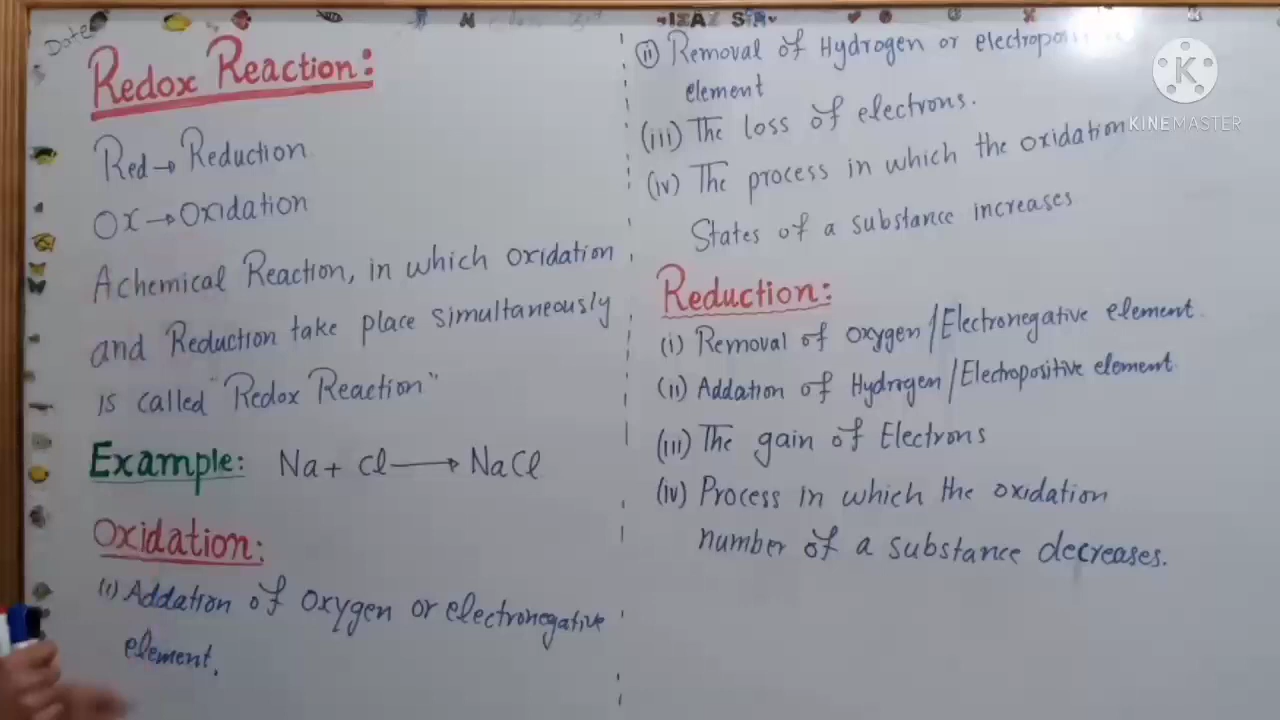 Date
Redox Reaction:
Red → Reduction
Ox → Oxidation
A chemical Reaction, in which oxidation
and Reduction take place simultaneously
is called "Redox Reaction"
Example: Na + Cl → NaCl
Oxidation:
(i) Addation of oxygen or electronegative
element.
(ii) Removal of Hydrogen or
element
(iii) The loss of electrons.
(iv) The process in which the oxidation
States of a substance increases
Reduction:
(i) Removal of oxygen/Electronegative element.
(ii) Addation of Hydrogen/Electropositive element
(iii) The gain of Electrons
(iv) Process in which the oxidation
number of a substance decreases.
K
KINEMASTER